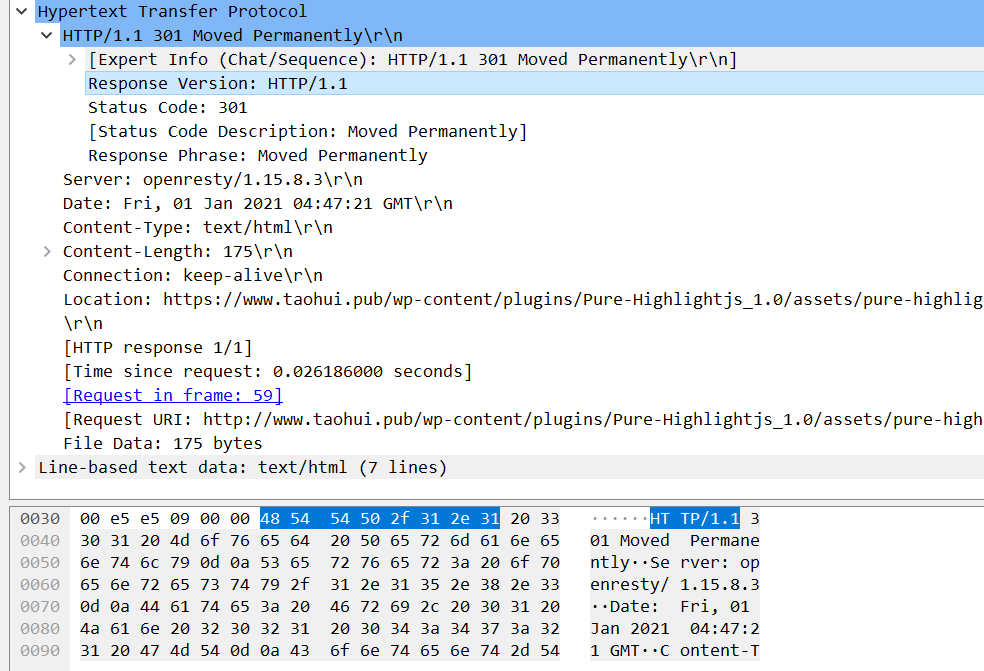 Hypertext Transfer Protocol
HTTP/1.1 301 Moved Permanently\r\n
[Expert Info (Chat/Sequence): HTTP/1.1 301 Moved Permanently\r\n]
Response Version: HTTP/1.1
Status Code: 301
[Status Code Description: Moved Permanently]
Response Phrase: Moved Permanently
Server: openresty/1.15.8.3\r\n
Date: Fri, 01 Jan 2021 04:47:21 GMT\r\n
Content-Type: text/html\r\n
Content-Length: 175\r\n
Connection: keep-alive\r\n
Location: https://www.taohui.pub/wp-content/plugins/Pure-Highlightjs_1.0/assets/pure-highlig
\r\n
[HTTP response 1/1]
[Time since request: 0.026186000 seconds]
[Request in frame: 59]
[Request URI: http://www.taohui.pub/wp-content/plugins/Pure-Highlightjs_1.0/assets/pure-high
File Data: 175 bytes
Line-based text data: text/html (7 lines)
0030 00 e5 e5 09 00 00 48 54 54 50 2f 31 2e 31 20 33 ······HT TP/1.1 3
0040 30 31 20 4d 6f 76 65 64 20 50 65 72 6d 61 6e 65 01 Moved Permane
0050 6e 74 6c 79 0d 0a 53 65 72 76 65 72 3a 20 6f 70 ntly··Se rver: op
0060 65 6e 72 65 73 74 79 2f 31 2e 31 35 2e 38 2e 33 enresty/ 1.15.8.3
0070 0d 0a 44 61 74 65 3a 20 46 72 69 2c 20 30 31 20 ··Date: Fri, 01
0080 4a 61 6e 20 32 30 32 31 20 30 34 3a 34 37 3a 32 Jan 2021 04:47:2
0090 31 20 47 4d 54 0d 0a 43 6f 6e 74 65 6e 74 2d 54 1 GMT··C ontent-T